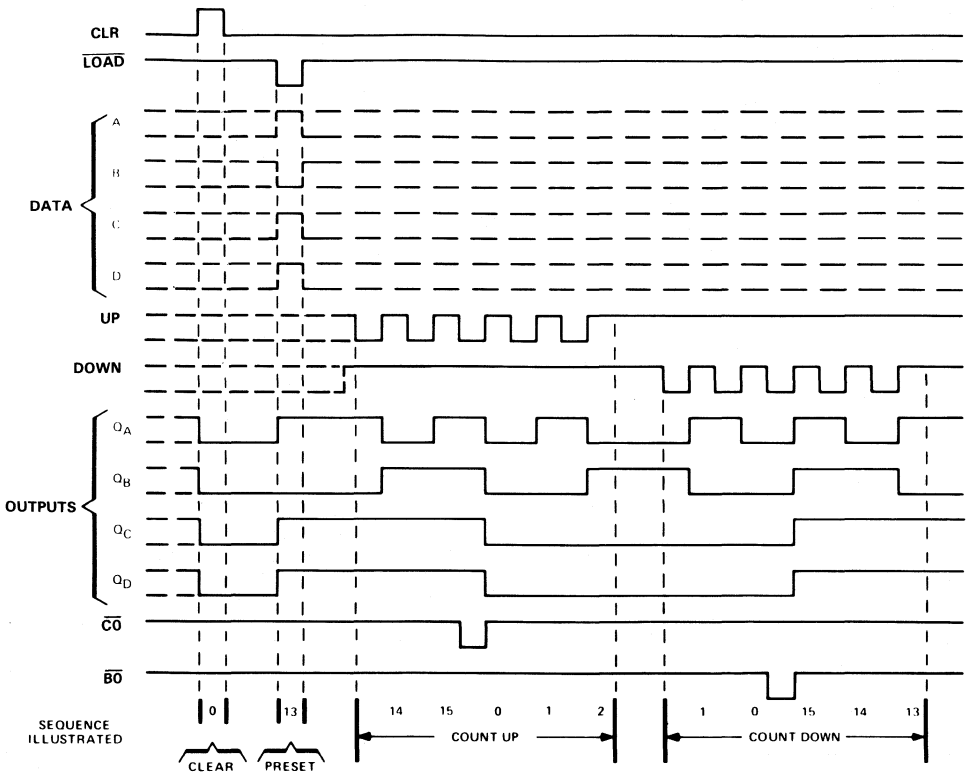 CLR
LOAD
A
B
DATA
C
D
UP
DOWN
QA
QB
OUTPUTS
QC
QD
CO
BO
SEQUENCE
ILLUSTRATED
0 13 14 15 0 1 2 1 0 15 14 13
COUNT UP COUNT DOWN
CLEAR PRESET